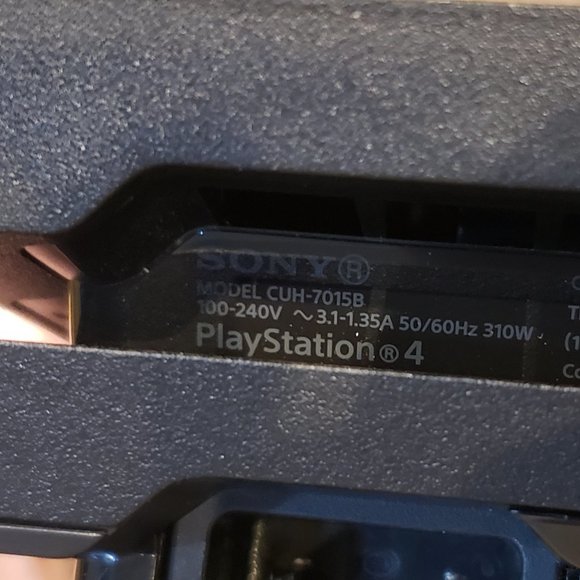 SONY®
MODEL CUH-7015B
100-240V ～3.1-1.35A 50/60Hz 310W
PlayStation®4